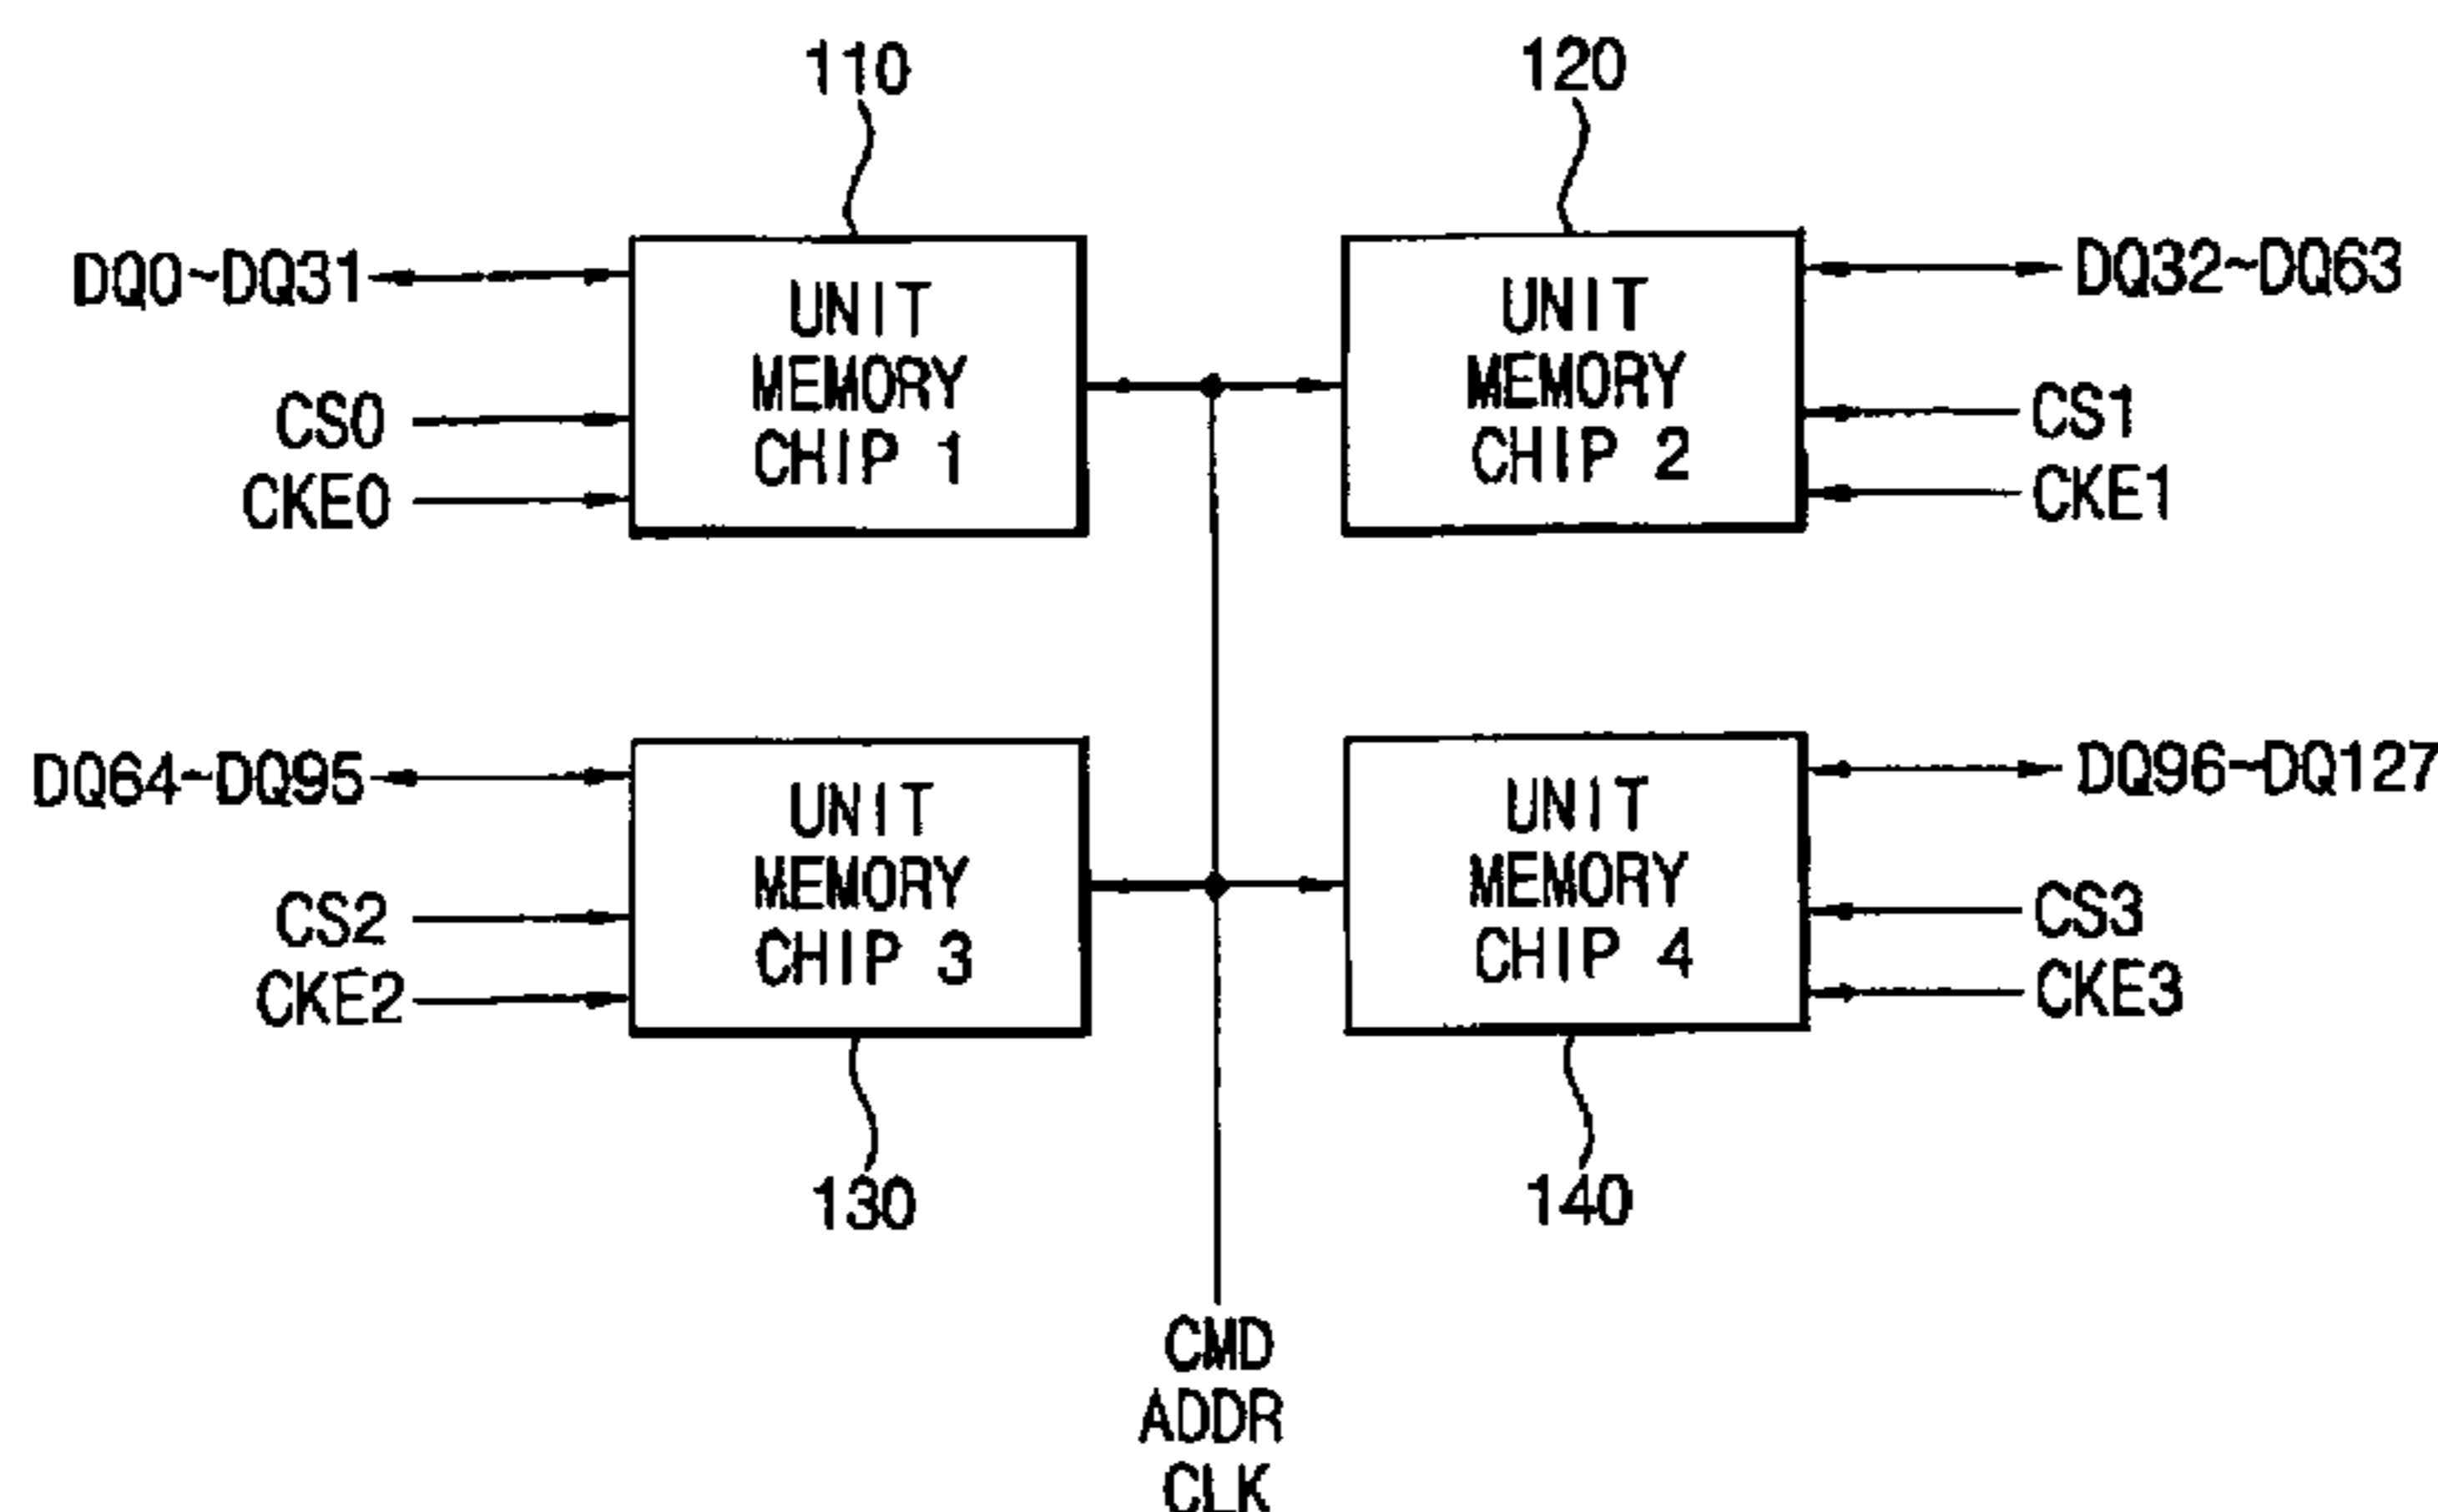 110
120
DQ0~DQ31
UNIT
MEMORY
CHIP 1
CS0
CKE0
UNIT
MEMORY
CHIP 2
DQ32~DQ63
CS1
CKE1
DQ64~DQ95
UNIT
MEMORY
CHIP 3
CS2
CKE2
UNIT
MEMORY
CHIP 4
DQ96~DQ127
CS3
CKE3
130
140
CMD
ADDR
CLK